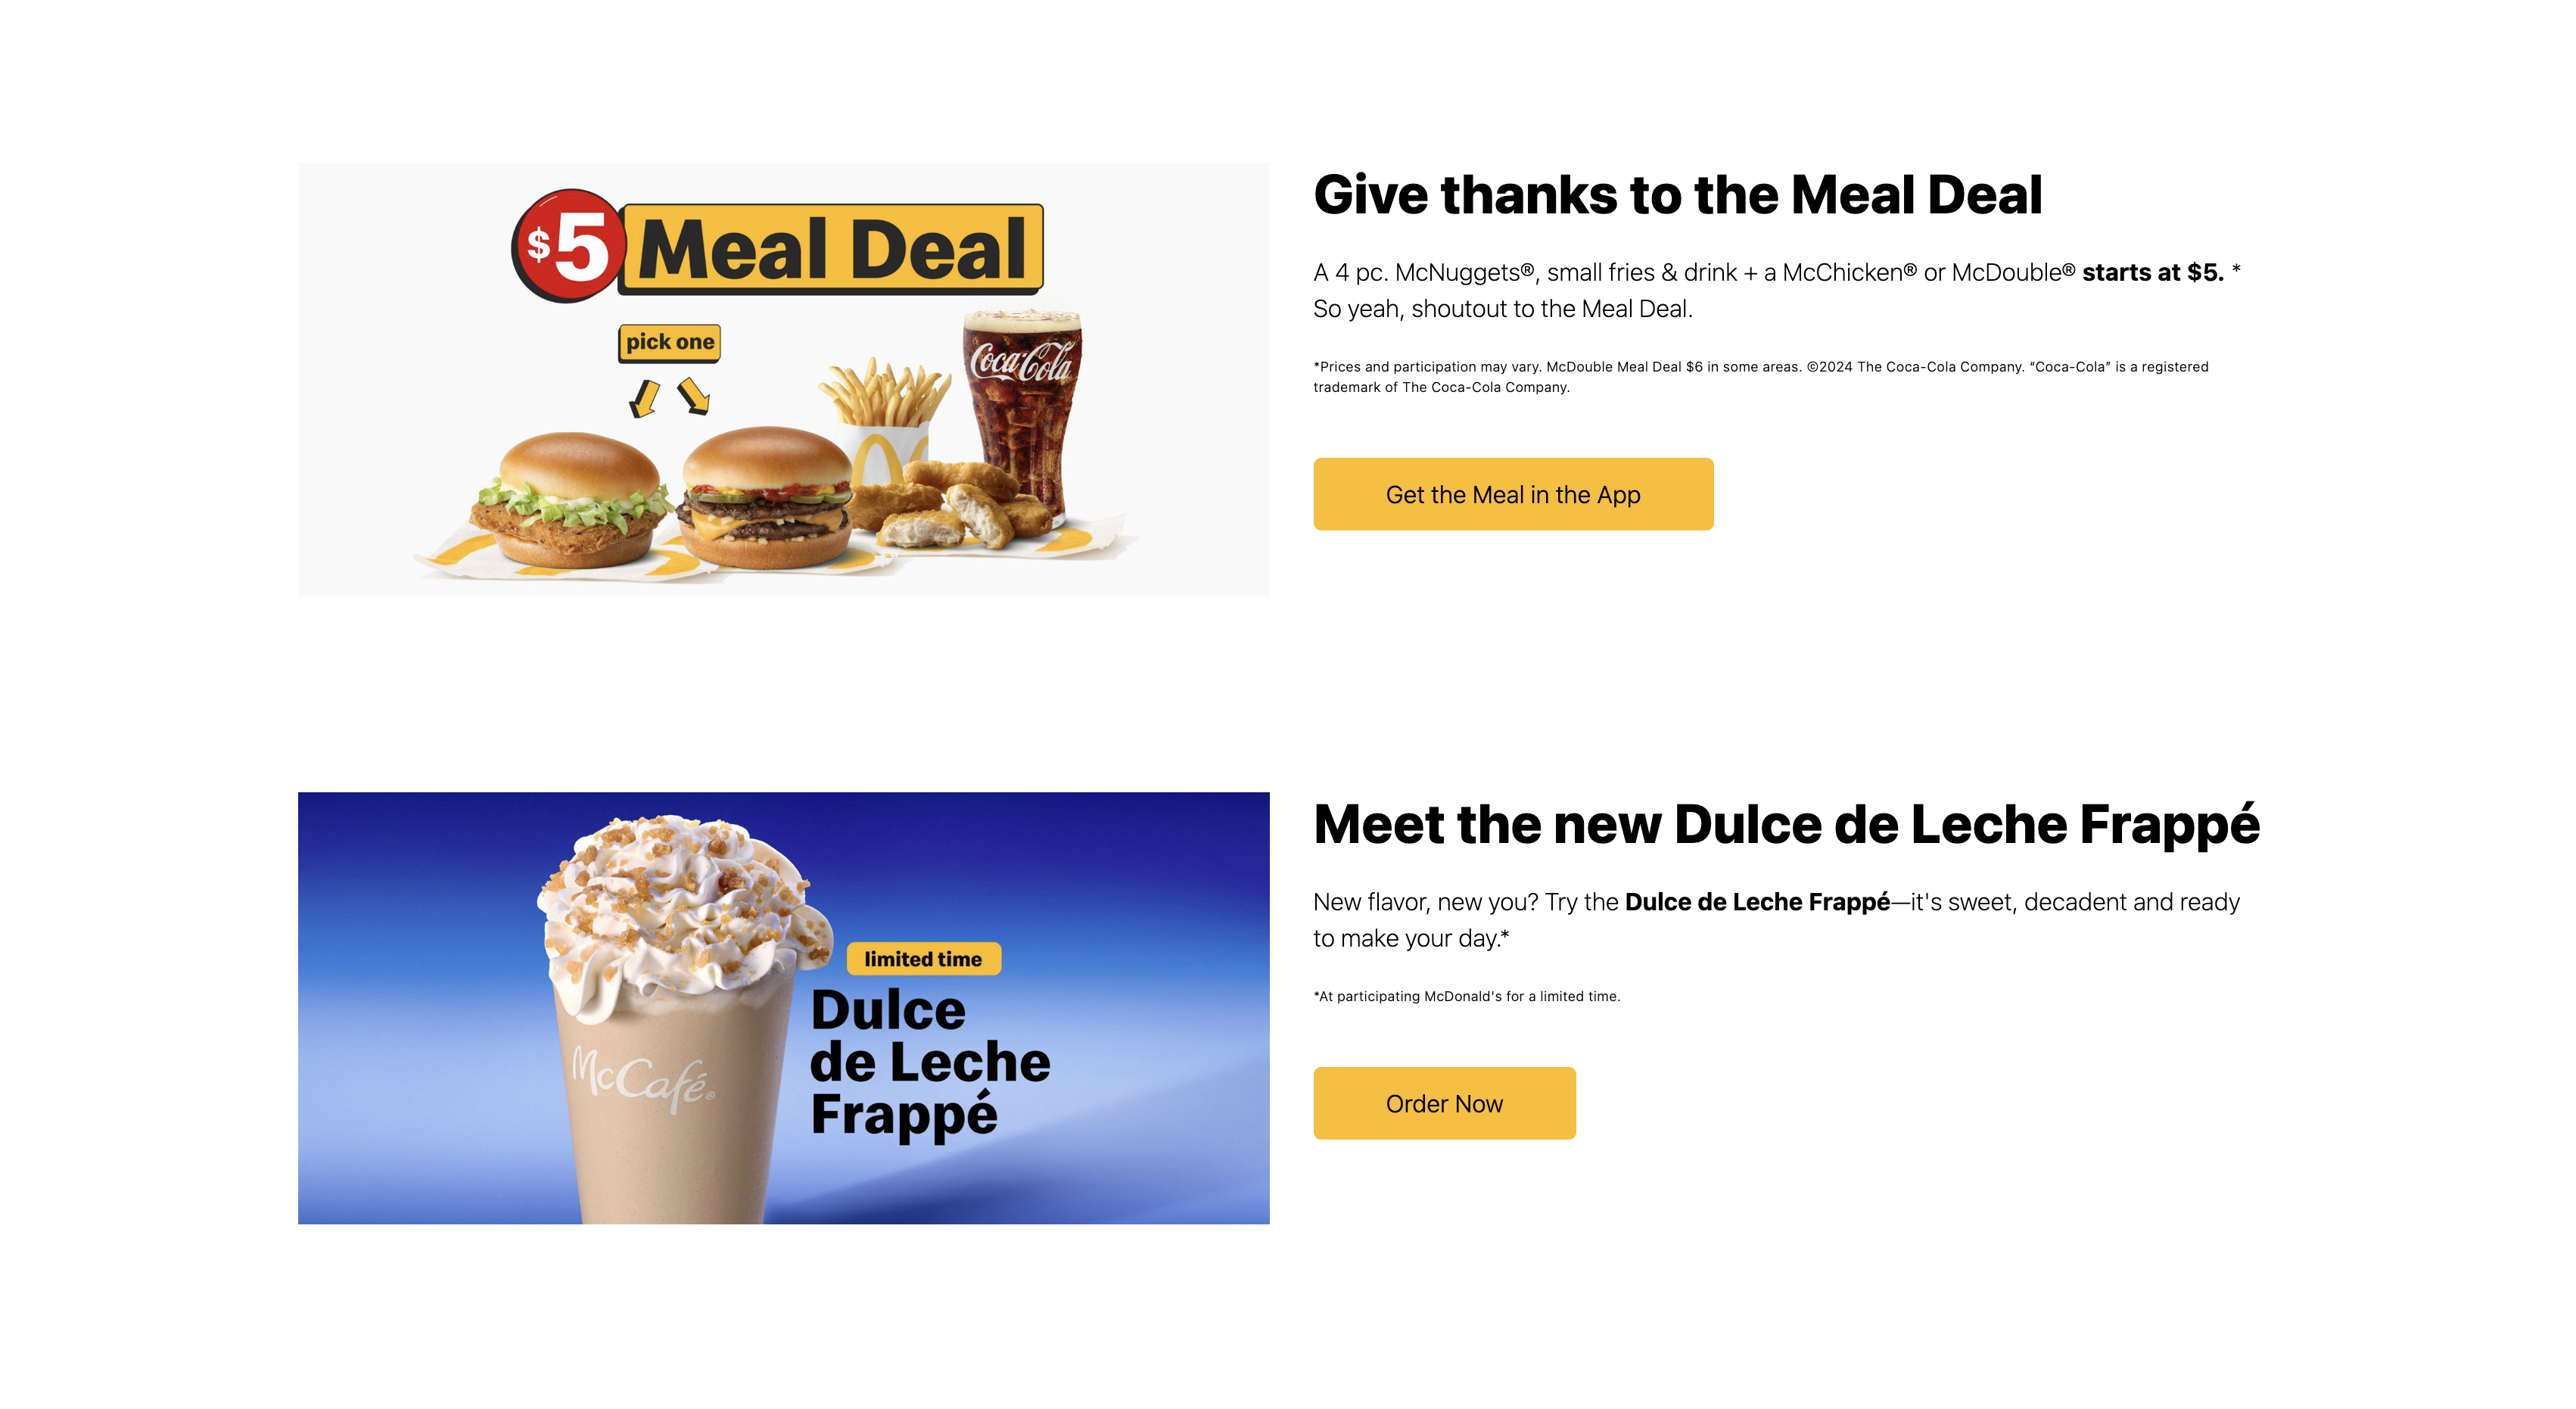 $5 Meal Deal
pick one
Coca-Cola
Give thanks to the Meal Deal
A 4 pc. McNuggets®, small fries & drink + a McChicken® or McDouble® starts at $5. *
So yeah, shoutout to the Meal Deal.
*Prices and participation may vary. McDouble Meal Deal $6 in some areas. ©2024 The Coca-Cola Company. “Coca-Cola” is a registered
trademark of The Coca-Cola Company.
Get the Meal in the App
McCafé®
limited time
Dulce
de Leche
Frappé
Meet the new Dulce de Leche Frappé
New flavor, new you? Try the Dulce de Leche Frappé—it's sweet, decadent and ready
to make your day.*
*At participating McDonald's for a limited time.
Order Now